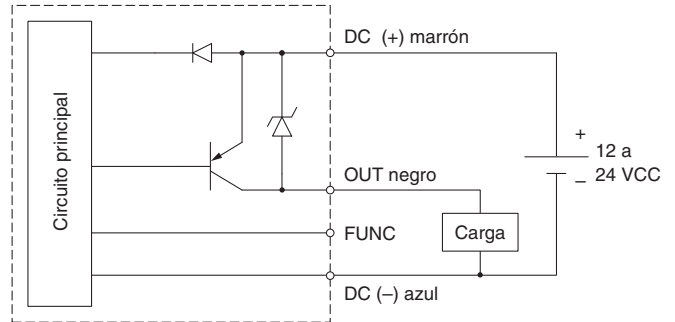 Circuito principal
DC (+) marrón
+
12 a
– 24 VCC
OUT negro
FUNC
Carga
DC (–) azul